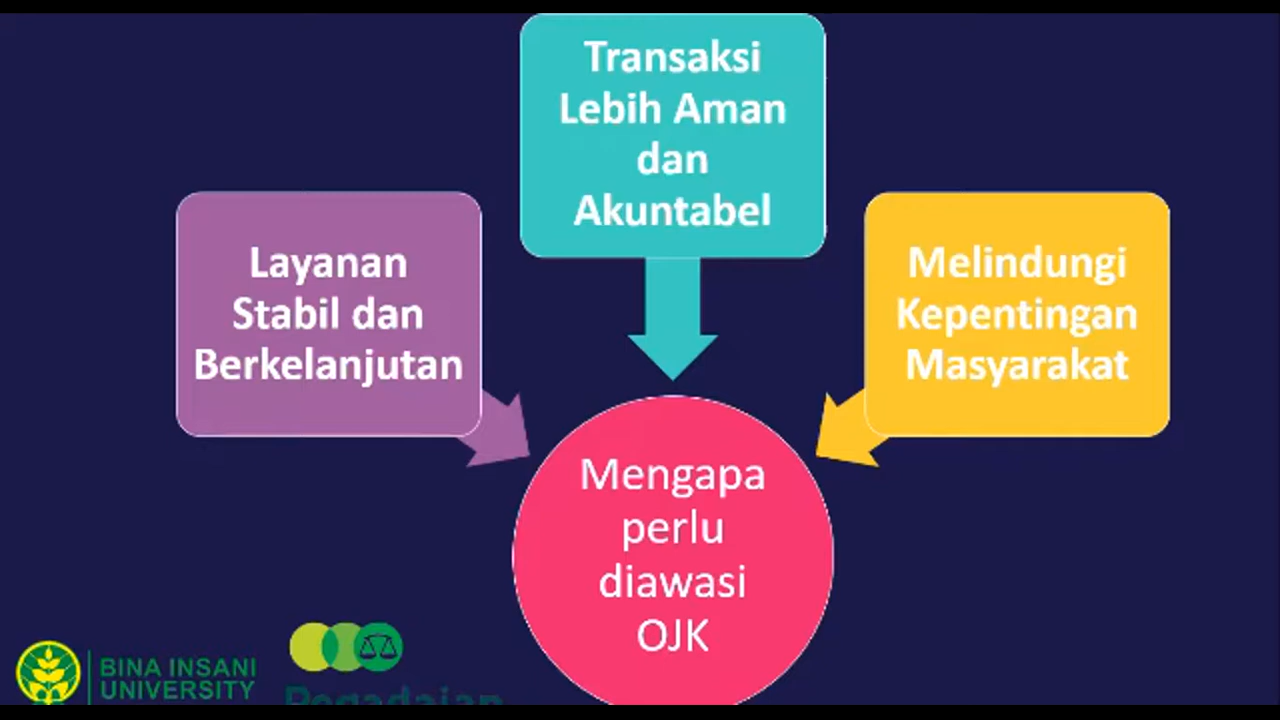 Transaksi
Lebih Aman
dan
Akuntabel
Layanan
Stabil dan
Berkelanjutan
Melindungi
Kepentingan
Masyarakat
Mengapa
perlu
diawasi
OJK
BINA INSANI
UNIVERSITY
Pegadaian